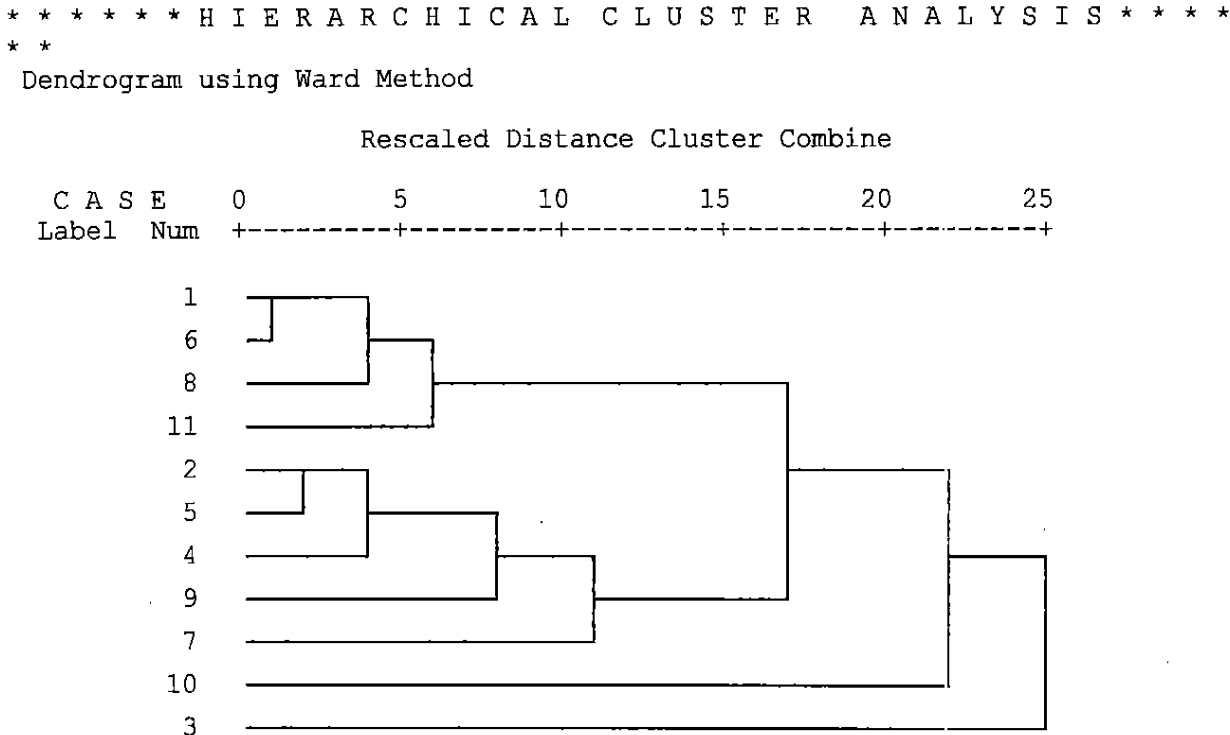 * * * * * * H I E R A R C H I C A L  C L U S T E R  A N A L Y S I S * * * *
* *
Dendrogram using Ward Method
Rescaled Distance Cluster Combine
C A S E  0  5  10  15  20  25
Label  Num  +---------+---------+---------+---------+---------+
1
6
8
11
2
5
4
9
7
10
3